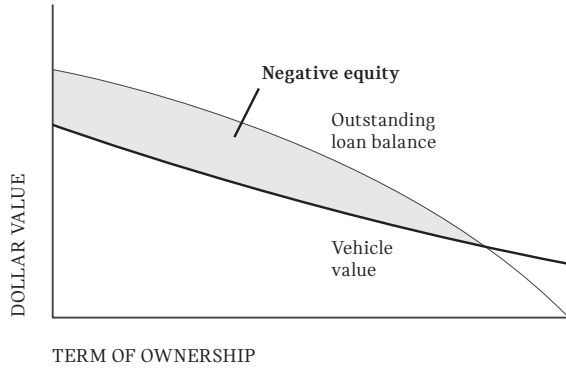 Negative equity
Outstanding
loan balance
Vehicle
value
DOLLAR VALUE
TERM OF OWNERSHIP